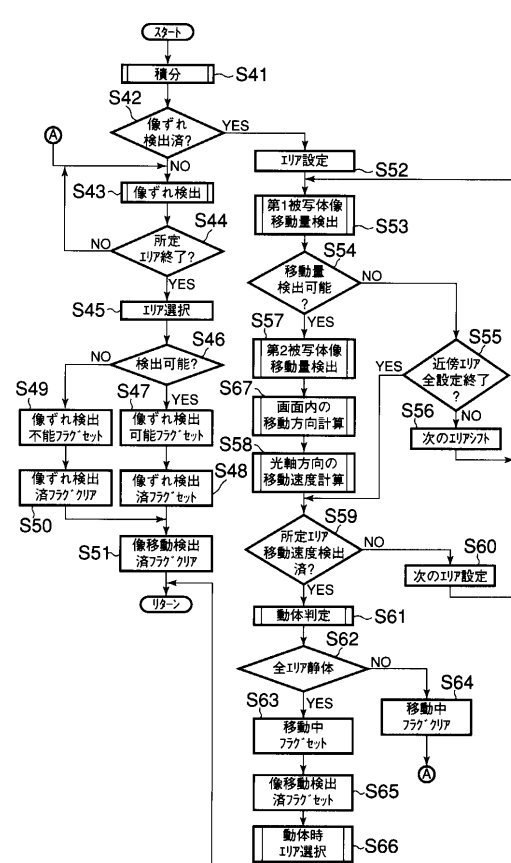 スタート
積分
S41
S42
像ずれ
検出済?
YES
NO
A
S43
像ずれ検出
S44
所定
エリア終了?
NO
YES
S45
エリア選択
S46
検出可能?
NO
YES
S49
像ずれ検出
不能フラグセット
S47
像ずれ検出
可能フラグセット
像ずれ検出
済フラグクリア
S50
像ずれ検出
済フラグセット
S48
S51
像移動検出
済フラグクリア
リターン
エリア設定
S52
第1被写体像
移動量検出
S53
S54
移動量
検出可能
?
NO
YES
S57
第2被写体像
移動量検出
S55
近傍エリア
全設定終了
?
YES
NO
S56
次のエリアシフト
S67
画面内の
移動方向計算
S58
光軸方向の
移動速度計算
S59
所定エリア
移動速度検出
済?
NO
YES
S60
次のエリア設定
動体判定
S61
S62
全エリア静体
NO
YES
S63
移動中
フラグセット
S64
移動中
フラグクリア
A
像移動検出
済フラグセット
S65
動体時
エリア選択
S66